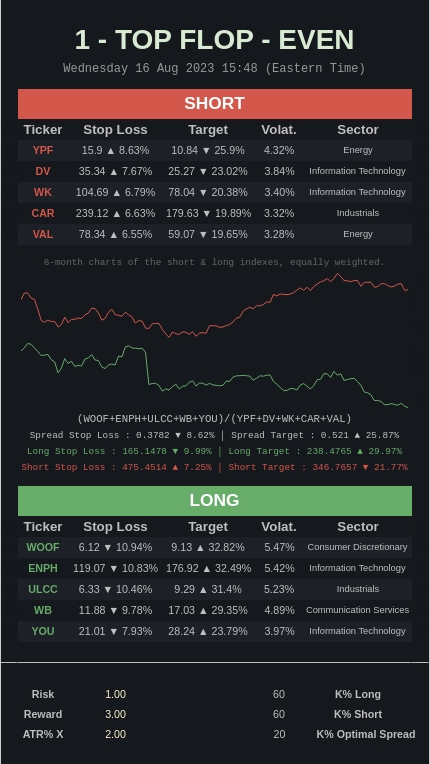 1 - TOP FLOP - EVEN
Wednesday 16 Aug 2023 15:48 (Eastern Time)
SHORT
Ticker Stop Loss Target Volat. Sector
YPF 15.9 ▲ 8.63% 10.84 ▼ 25.9% 4.32% Energy
DV 35.34 ▲ 7.67% 25.27 ▼ 23.02% 3.84% Information Technology
WK 104.69 ▲ 6.79% 78.04 ▼ 20.38% 3.40% Information Technology
CAR 239.12 ▲ 6.63% 179.63 ▼ 19.89% 3.32% Industrials
VAL 78.34 ▲ 6.55% 59.07 ▼ 19.65% 3.28% Energy
6-month charts of the short & long indexes, equally weighted.
(WOOF+ENPH+ULCC+WB+YOU)/(YPF+DV+WK+CAR+VAL)
Spread Stop Loss : 0.3782 ▼ 8.62% | Spread Target : 0.521 ▲ 25.87%
Long Stop Loss : 165.1478 ▼ 9.99% | Long Target : 238.4765 ▲ 29.97%
Short Stop Loss : 475.4514 ▲ 7.25% | Short Target : 346.7657 ▼ 21.77%
LONG
Ticker Stop Loss Target Volat. Sector
WOOF 6.12 ▼ 10.94% 9.13 ▲ 32.82% 5.47% Consumer Discretionary
ENPH 119.07 ▼ 10.83% 176.92 ▲ 32.49% 5.42% Information Technology
ULCC 6.33 ▼ 10.46% 9.29 ▲ 31.4% 5.23% Industrials
WB 11.88 ▼ 9.78% 17.03 ▲ 29.35% 4.89% Communication Services
YOU 21.01 ▼ 7.93% 28.24 ▲ 23.79% 3.97% Information Technology
Risk 1.00 60 K% Long
Reward 3.00 60 K% Short
ATR% X 2.00 20 K% Optimal Spread